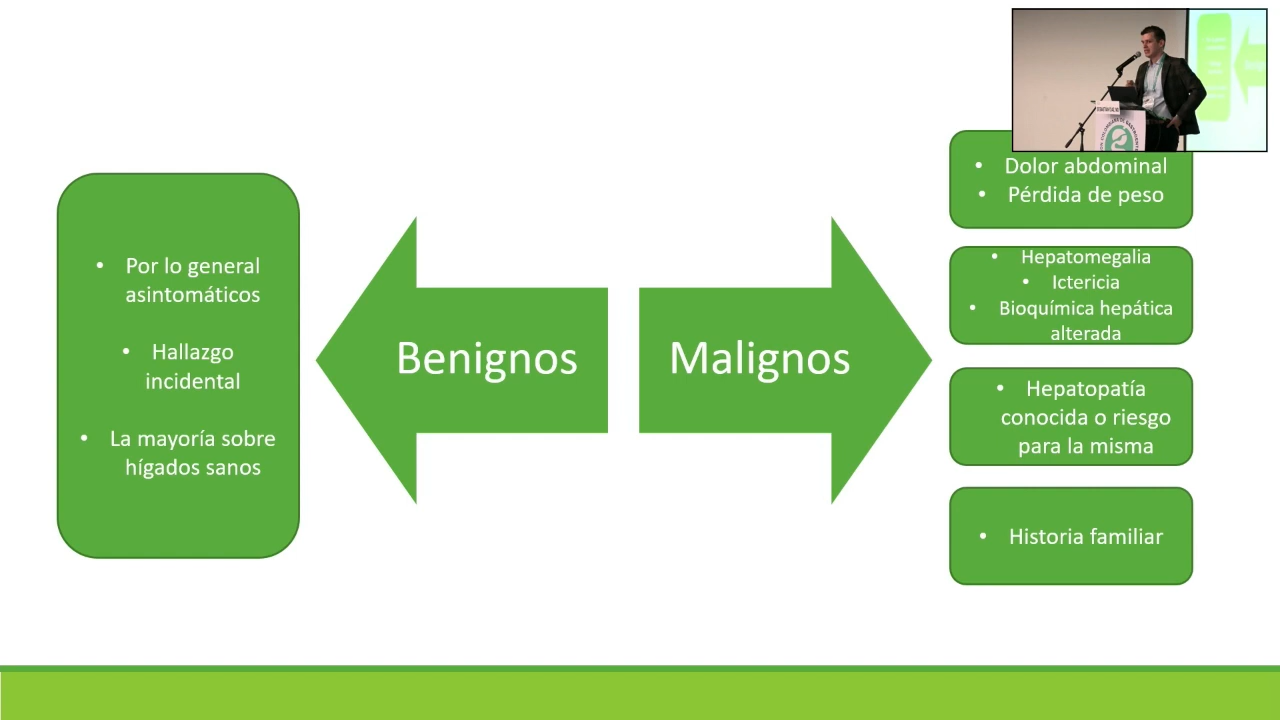 • Por lo general
asintomáticos
• Hallazgo
incidental
• La mayoría sobre
hígados sanos
Benignos
Malignos
• Dolor abdominal
• Pérdida de peso
• Hepatomegalia
• Ictericia
• Bioquímica hepática
alterada
• Hepatopatía
conocida o riesgo
para la misma
• Historia familiar